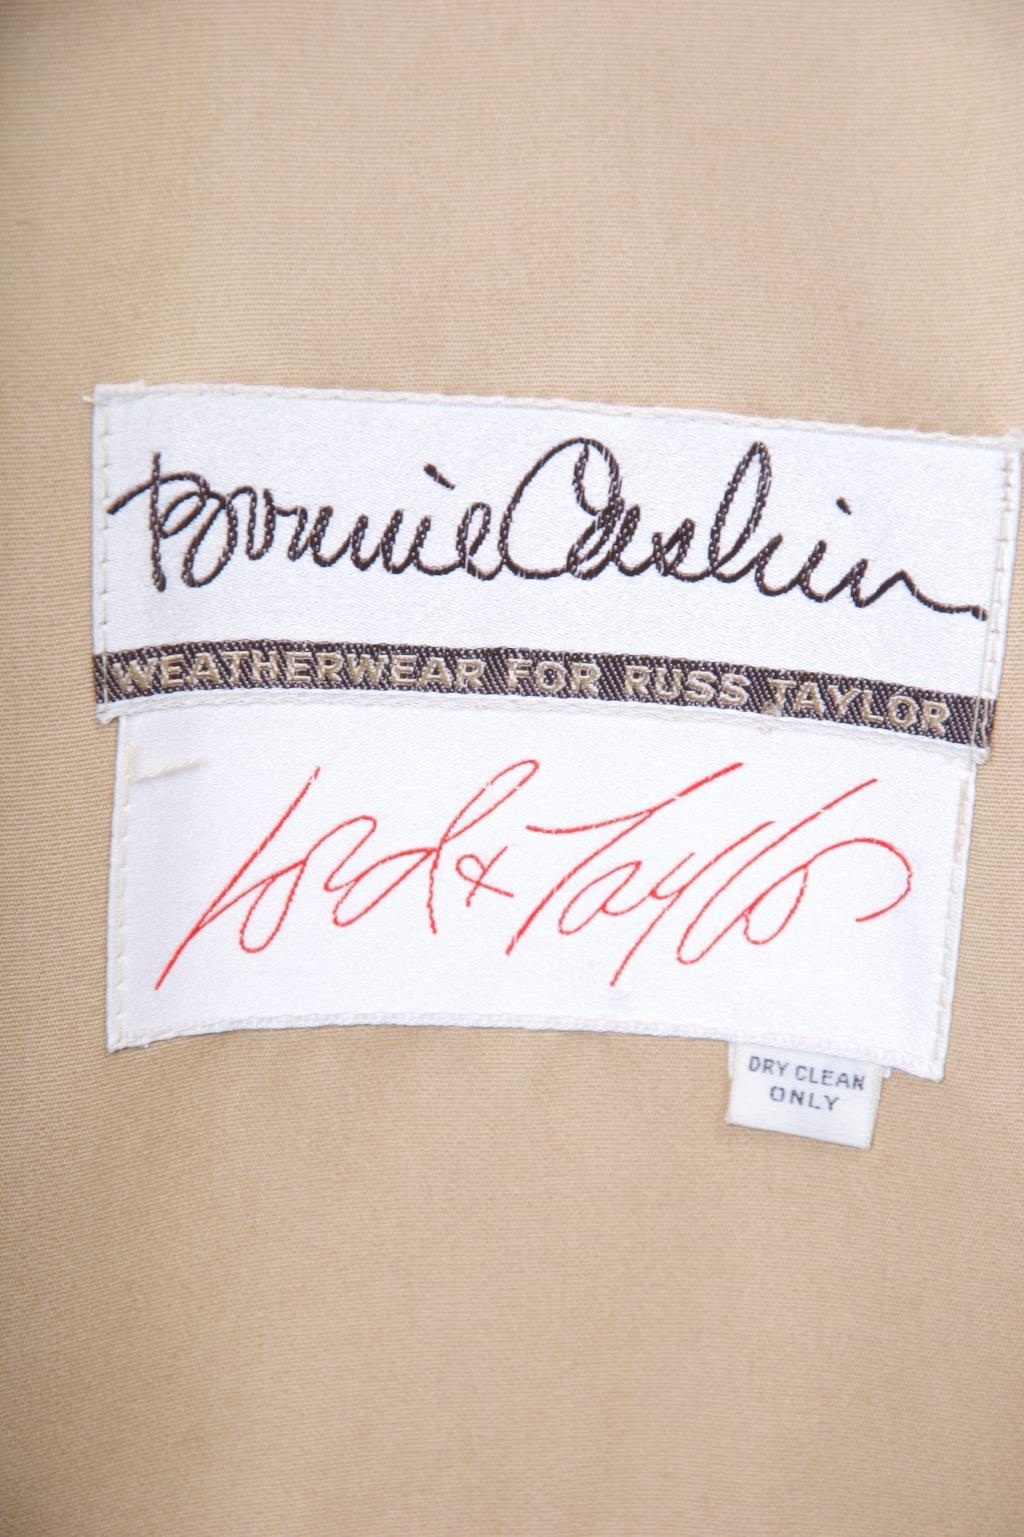 Bonnie Cashin
WEATHERWEAR FOR RUSS TAYLOR
Lord & Taylor
DRY CLEAN
ONLY